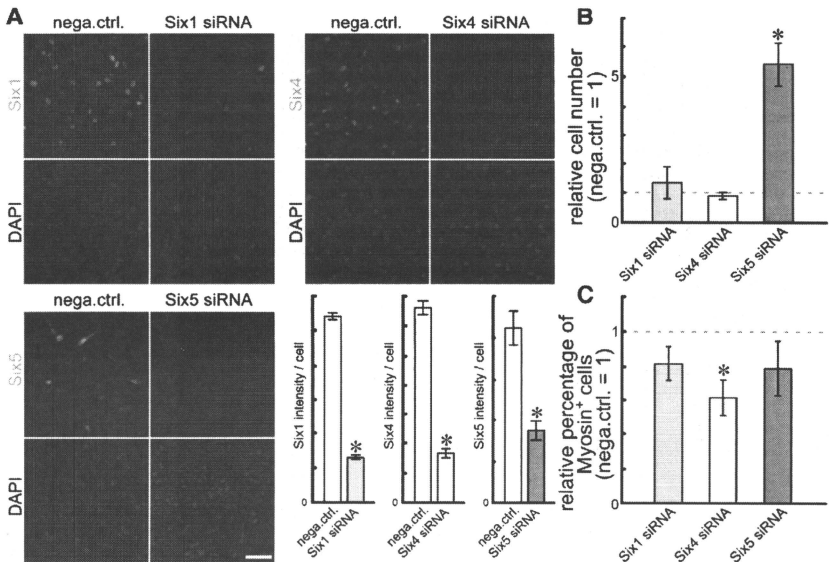 A
nega.ctrl.
Six1 siRNA
Six1
DAPI
nega.ctrl.
Six4 siRNA
Six4
DAPI
nega.ctrl.
Six5 siRNA
Six5
DAPI
Six1 intensity / cell
0
nega.ctrl.
Six1 siRNA
*
Six4 intensity / cell
0
nega.ctrl.
Six4 siRNA
*
Six5 intensity / cell
0
nega.ctrl.
Six5 siRNA
*
B
relative cell number
(nega.ctrl. = 1)
5
0
*
Six1 siRNA
Six4 siRNA
Six5 siRNA
C
relative percentage of
Myosin⁺ cells
(nega.ctrl. = 1)
1
0
*
Six1 siRNA
Six4 siRNA
Six5 siRNA